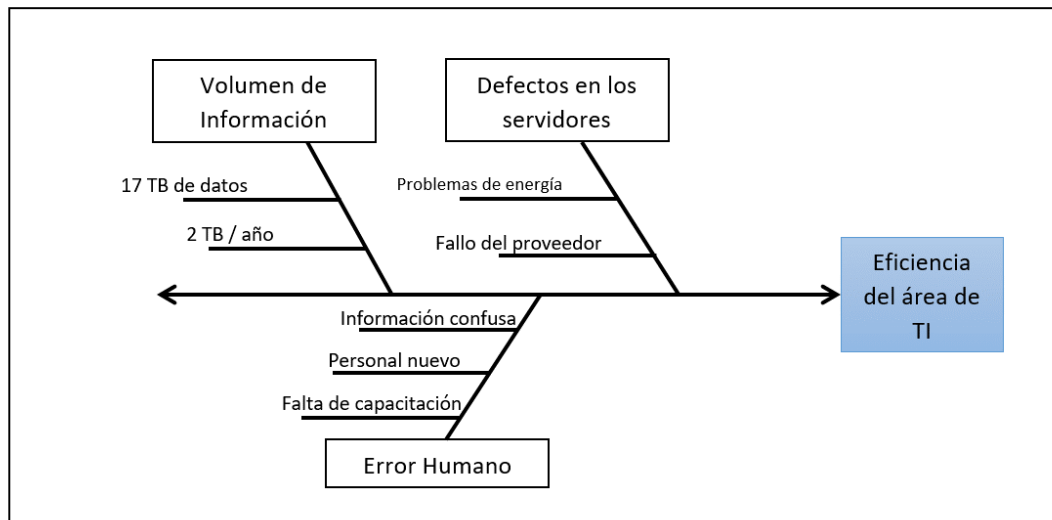 Volumen de
Información
Defectos en los
servidores
17 TB de datos
Problemas de energía
2 TB / año
Fallo del proveedor
Eficiencia
del área de
TI
Información confusa
Personal nuevo
Falta de capacitación
Error Humano